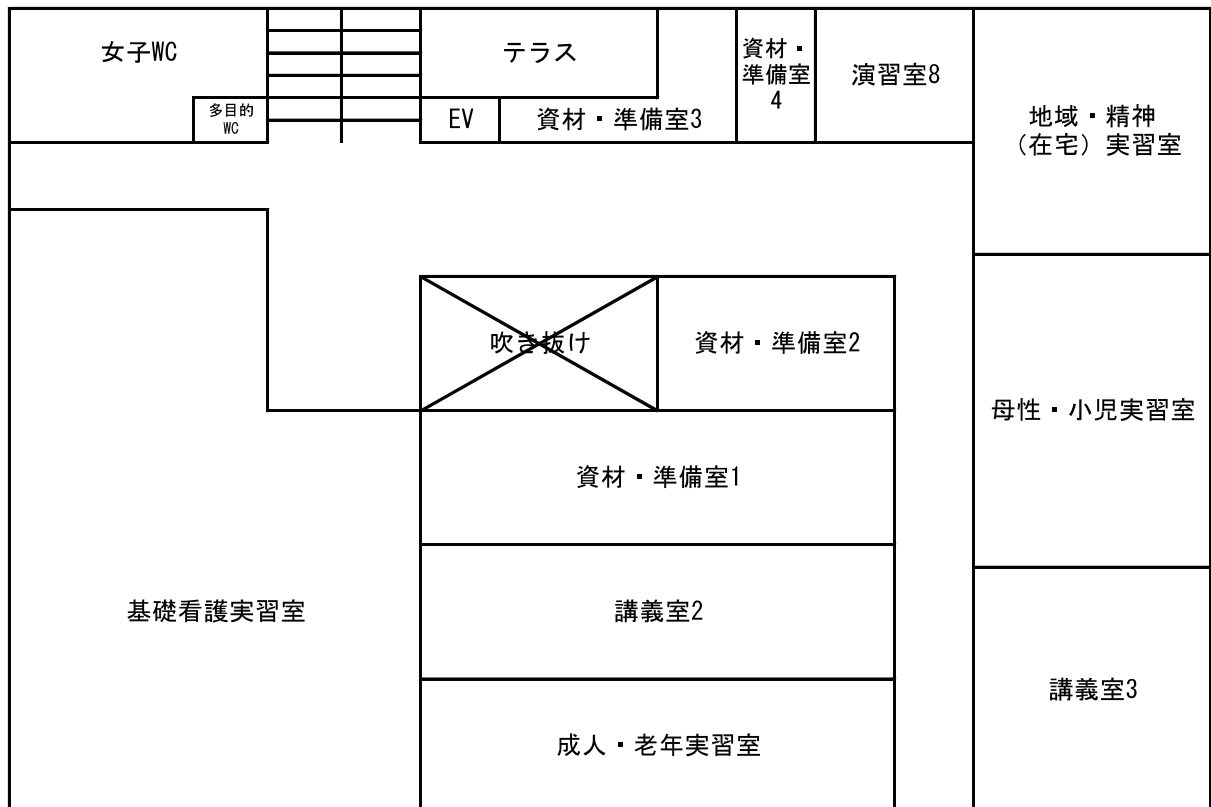 女子WC
多目的
WC
テラス
EV
資材・準備室3
資材・
準備室
4
演習室8
地域・精神
（在宅）実習室
吹き抜け
資材・準備室2
母性・小児実習室
資材・準備室1
基礎看護実習室
講義室2
講義室3
成人・老年実習室